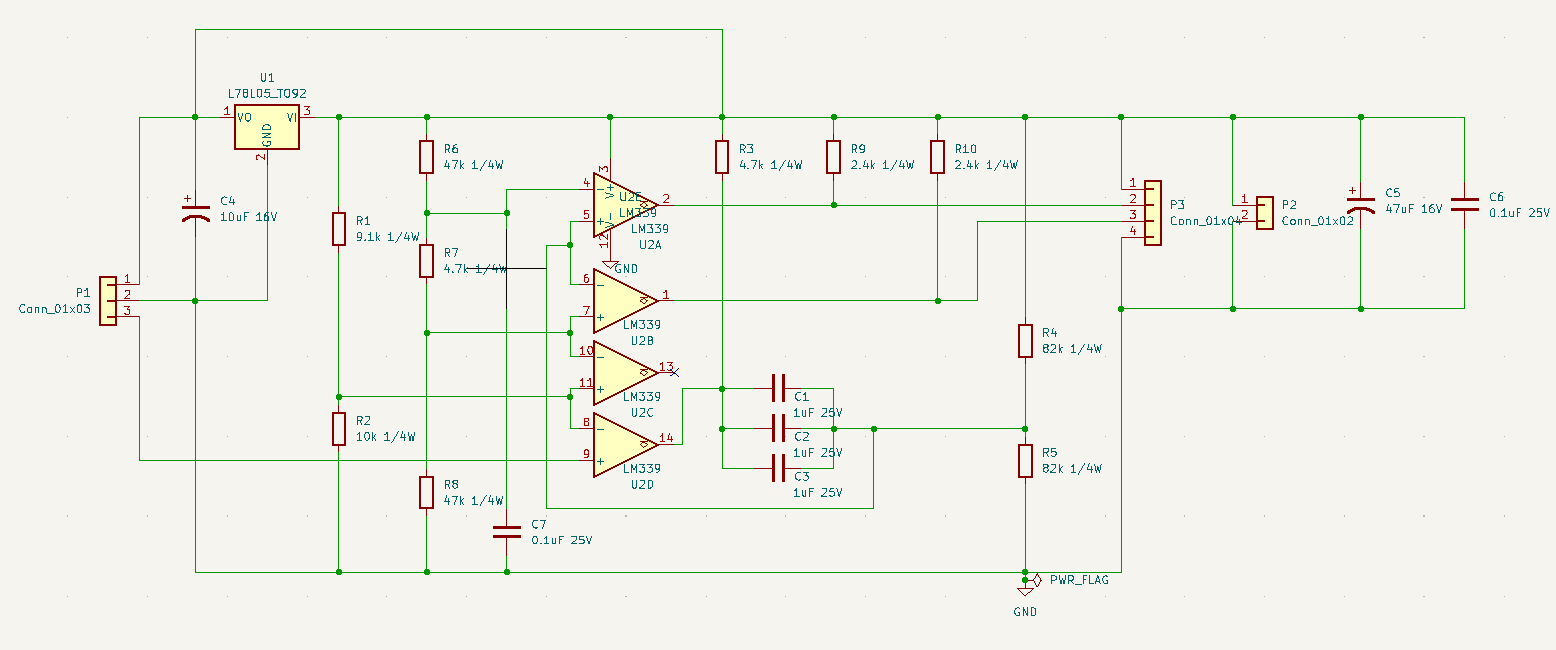 U1
L78L05_TO92
1
VO
VI
3
GND
2
C4
10uF 16V
P1
Conn_01x03
1
2
3
R1
9.1k 1/4W
R2
10k 1/4W
R6
47k 1/4W
R7
4.7k 1/4W
R8
47k 1/4W
C7
0.1uF 25V
3
V+
V-
12
U2E
LM339
GND
4
5
2
LM339
U2A
6
7
1
LM339
U2B
10
11
13
LM339
U2C
8
9
14
LM339
U2D
R3
4.7k 1/4W
R9
2.4k 1/4W
R10
2.4k 1/4W
C1
1uF 25V
C2
1uF 25V
C3
1uF 25V
R4
82k 1/4W
R5
82k 1/4W
PWR_FLAG
GND
1
2
3
4
P3
Conn_01x04
1
2
P2
Conn_01x02
C5
47uF 16V
C6
0.1uF 25V